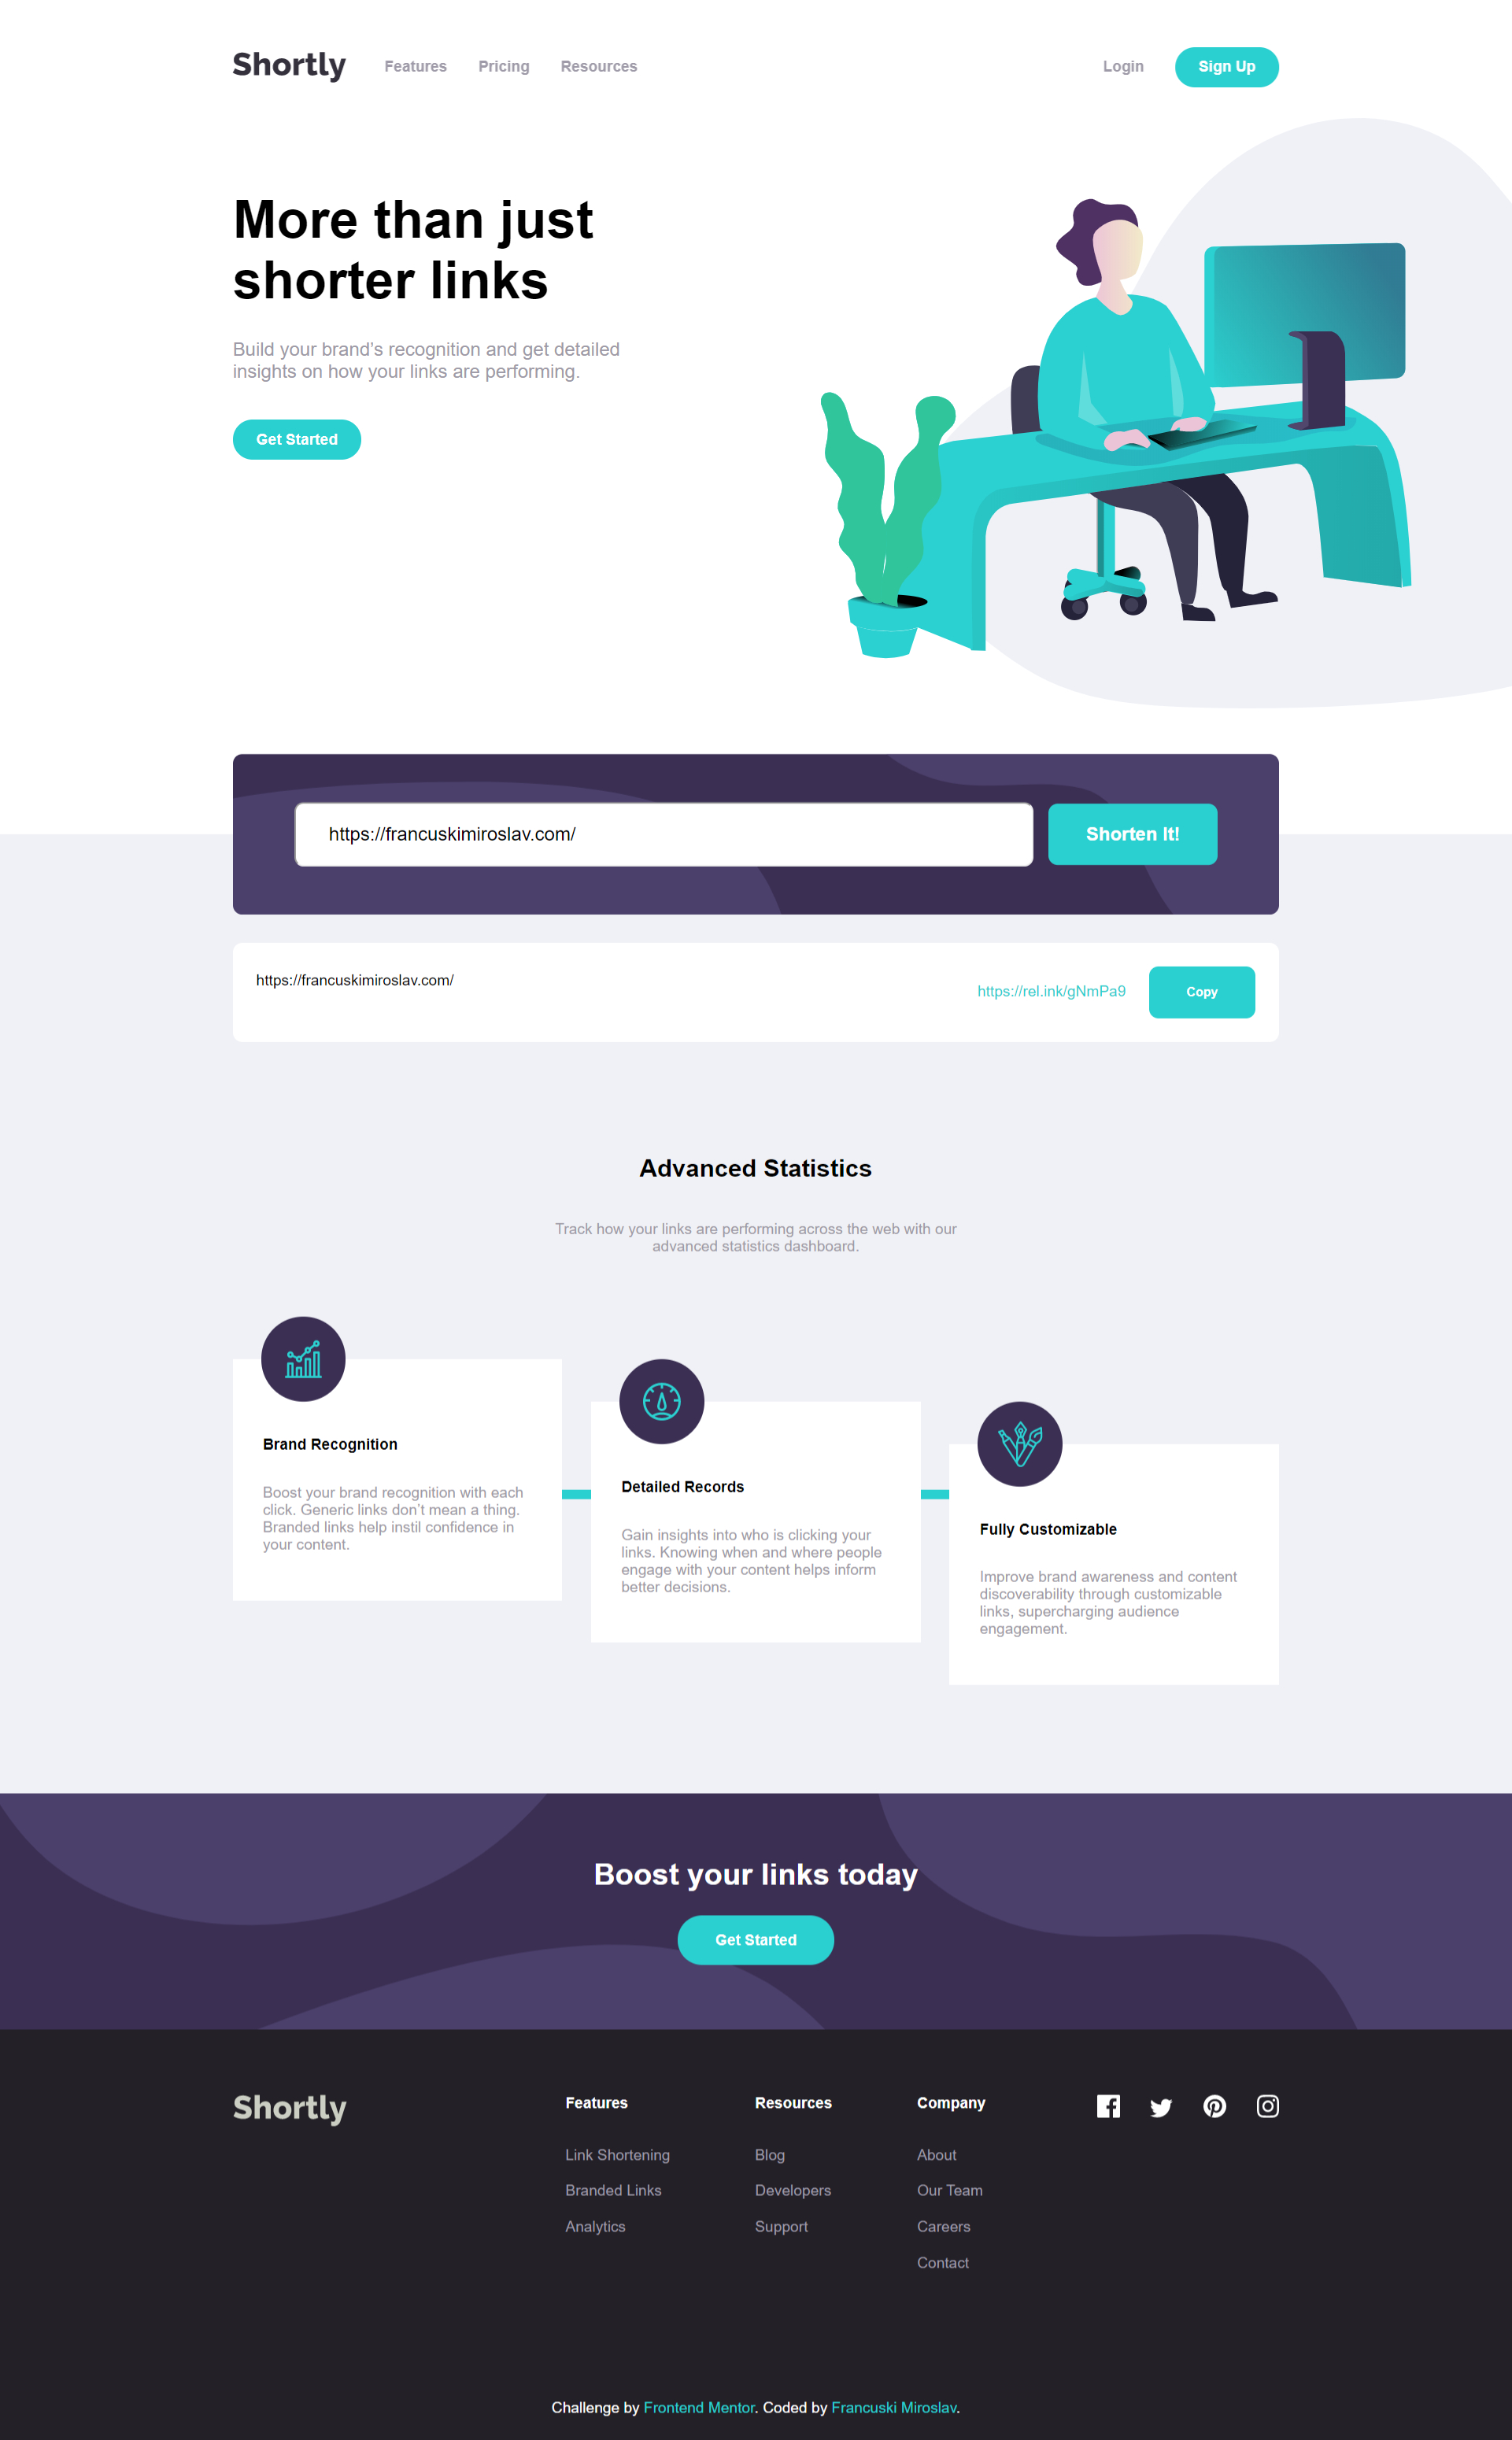 Shortly
Features
Pricing
Resources
Login
Sign Up
More than just
shorter links
Build your brand's recognition and get detailed
insights on how your links are performing.
Get Started
https://francuskimiroslav.com/
Shorten It!
https://francuskimiroslav.com/
https://rel.ink/gNmPa9
Copy
Advanced Statistics
Track how your links are performing across the web with our
advanced statistics dashboard.
Brand Recognition
Boost your brand recognition with each
click. Generic links don't mean a thing.
Branded links help instil confidence in
your content.
Detailed Records
Gain insights into who is clicking your
links. Knowing when and where people
engage with your content helps inform
better decisions.
Fully Customizable
Improve brand awareness and content
discoverability through customizable
links, supercharging audience
engagement.
Boost your links today
Get Started
Shortly
Features
Link Shortening
Branded Links
Analytics
Resources
Blog
Developers
Support
Company
About
Our Team
Careers
Contact
Challenge by Frontend Mentor. Coded by Francuski Miroslav.